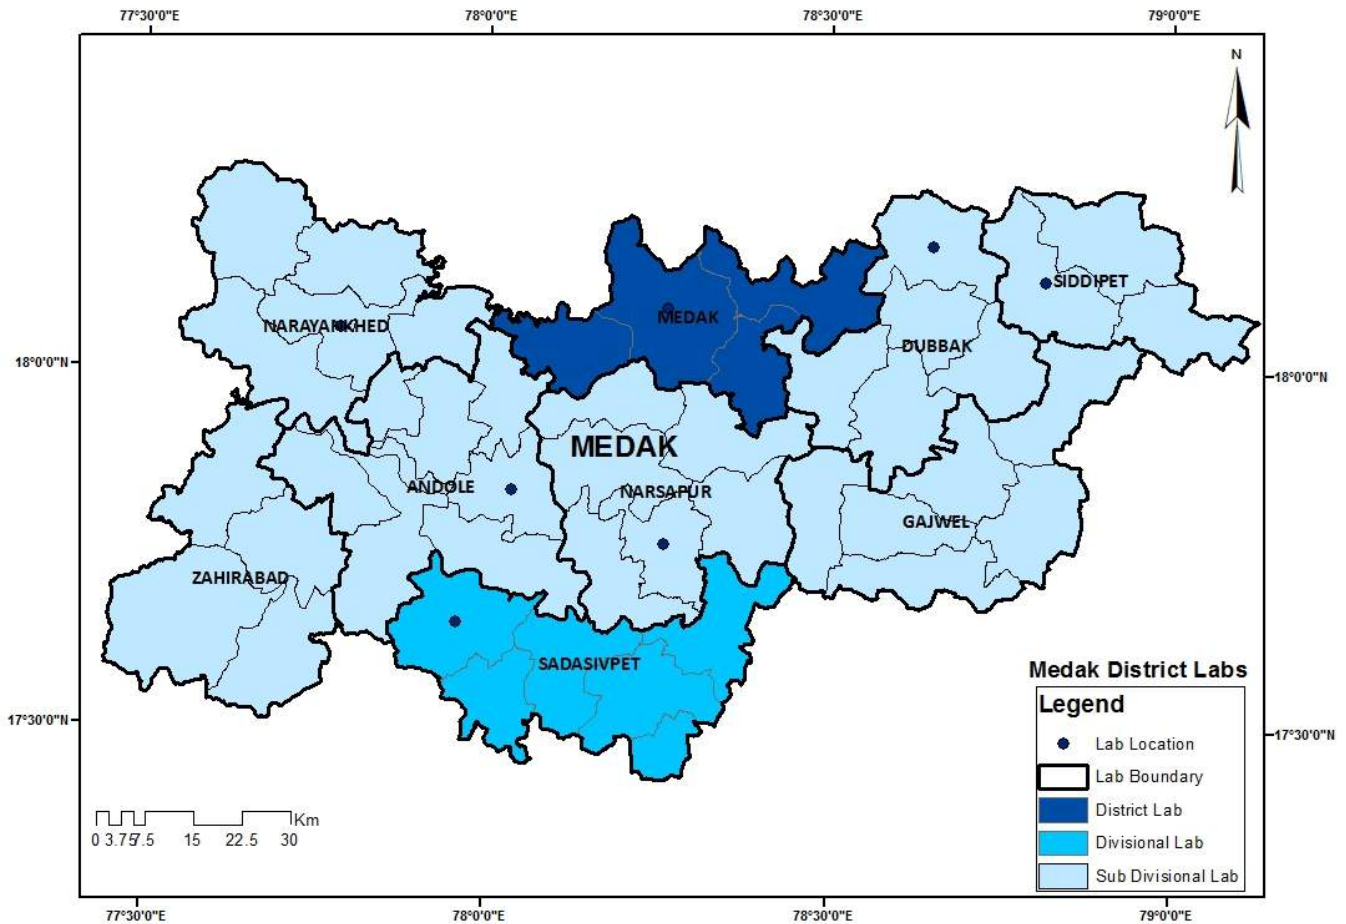 77°30'0"E 78°0'0"E 78°30'0"E 79°0'0"E
N
SIDDIPET
NARAYANKHED
MEDAK
DUBBAK
18°0'0"N
18°0'0"N
MEDAK
ANDOLE
NARSAPUR
GAJWEL
ZAHIRABAD
SADASIVPET
17°30'0"N
17°30'0"N
Medak District Labs
Legend
Lab Location
Lab Boundary
District Lab
Divisional Lab
Sub Divisional Lab
Km
0 3.75 7.5 15 22.5 30
77°30'0"E 78°0'0"E 78°30'0"E 79°0'0"E